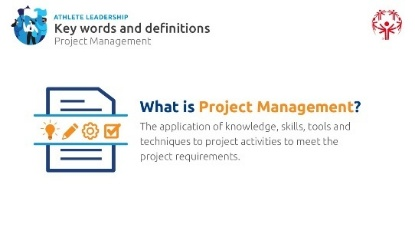 ATHLETE LEADERSHIP
Key words and definitions
Project Management
What is Project Management?
The application of knowledge, skills, tools and
techniques to project activities to meet the
project requirements.